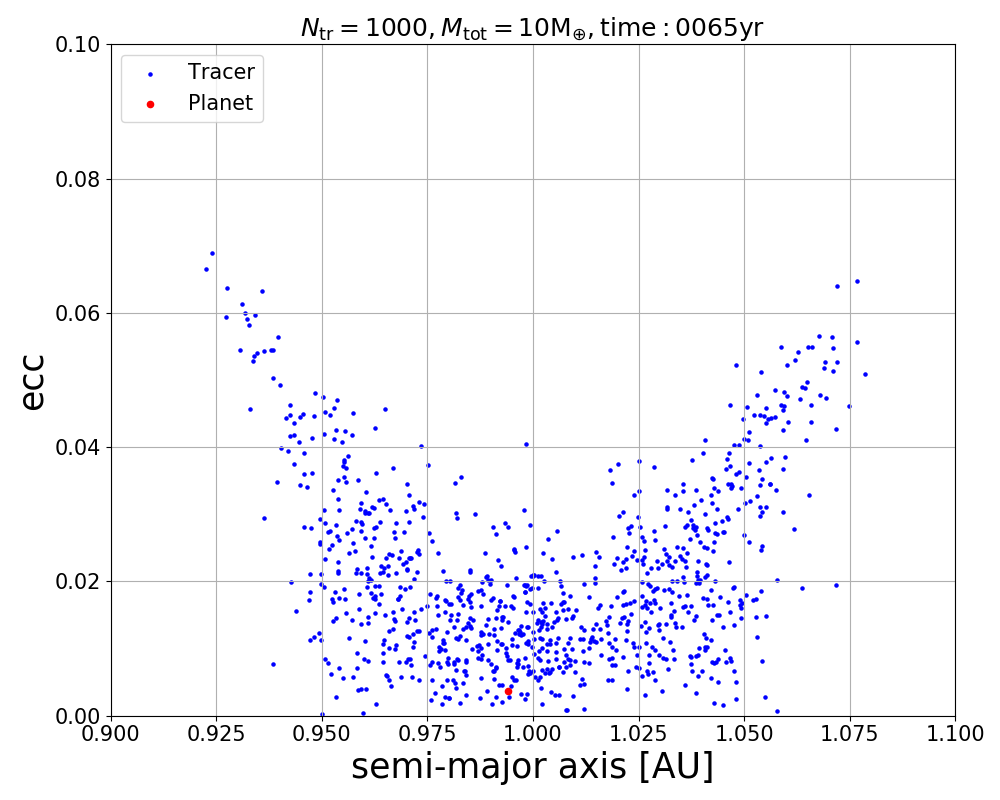 N_tr = 1000, M_tot = 10M_⊕, time : 0065yr
Tracer
Planet
0.10
0.08
0.06
0.04
0.02
0.00
ecc
0.900 0.925 0.950 0.975 1.000 1.025 1.050 1.075 1.100
semi-major axis [AU]